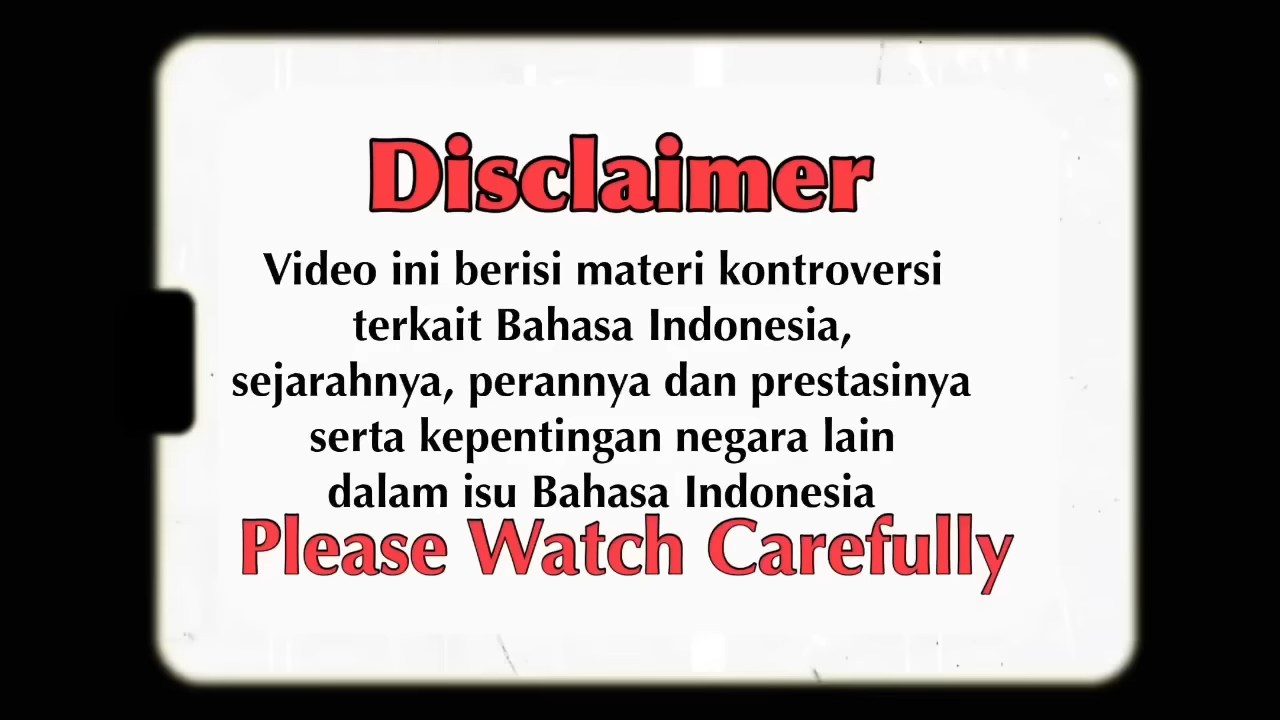 Disclaimer
Video ini berisi materi kontroversi
terkait Bahasa Indonesia,
sejarahnya, perannya dan prestasinya
serta kepentingan negara lain
dalam isu Bahasa Indonesia
Please Watch Carefully